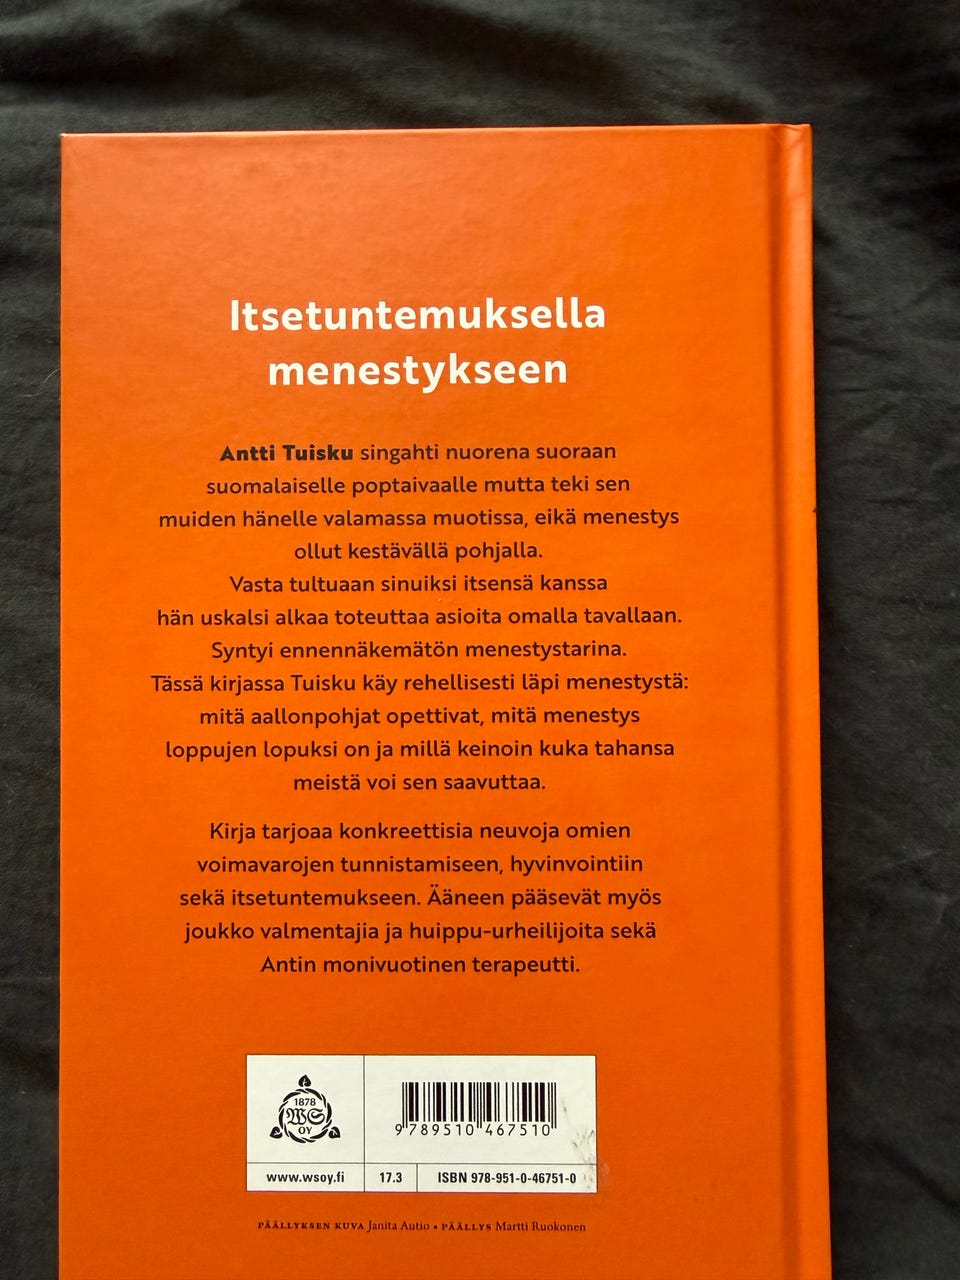 Itsetuntemuksella
menestykseen
Antti Tuisku singahti nuorena suoraan
suomalaiselle poptaivaalle mutta teki sen
muiden hänelle valamassa muotissa, eikä menestys
ollut kestävällä pohjalla.
Vasta tultuaan sinuiksi itsensä kanssa
hän uskalsi alkaa toteuttaa asioita omalla tavallaan.
Syntyi ennennäkemätön menestystarina.
Tässä kirjassa Tuisku käy rehellisesti läpi menestystä:
mitä aallonpohjat opettivat, mitä menestys
loppujen lopuksi on ja millä keinoin kuka tahansa
meistä voi sen saavuttaa.
Kirja tarjoaa konkreettisia neuvoja omien
voimavarojen tunnistamiseen, hyvinvointiin
sekä itsetuntemukseen. Ääneen pääsevät myös
joukko valmentajia ja huippu-urheilijoita sekä
Antin monivuotinen terapeutti.
1878
WS
OY
9 789510 467510
www.wsoy.fi
17.3
ISBN 978-951-0-46751-0
PÄÄLLYKSEN KUVA Janita Autio • PÄÄLLYS Martti Ruokonen